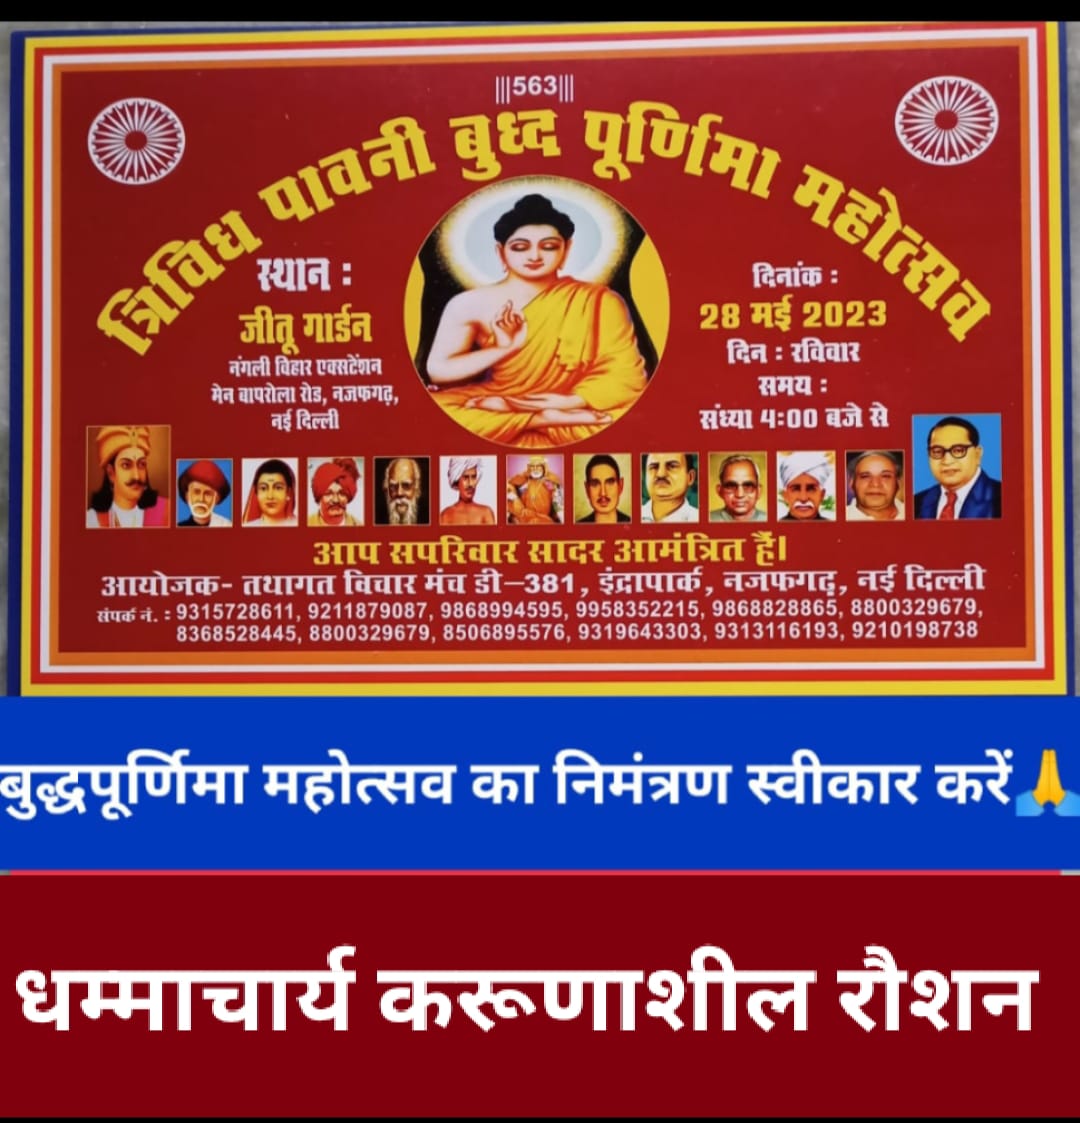 |||563|||
त्रिविध पावनी बुध्द पूर्णिमा महोत्सव
स्थान :
जीतू गार्डन
नंगली विहार एक्सटेंशन
मेन बापरोला रोड, नजफगढ़,
नई दिल्ली
दिनांक :
28 मई 2023
दिन : रविवार
समय :
संध्या 4:00 बजे से
आप सपरिवार सादर आमंत्रित हैं।
आयोजक- तथागत विचार मंच डी-381, इंद्रापार्क, नजफगढ़, नई दिल्ली
संपर्क नं. : 9315728611, 9211879087, 9868994595, 9958352215, 9868828865, 8800329679,
8368528445, 8800329679, 8506895576, 9319643303, 9313116193, 9210198738
बुद्धपूर्णिमा महोत्सव का निमंत्रण स्वीकार करें🙏
धम्माचार्य करूणाशील रौशन